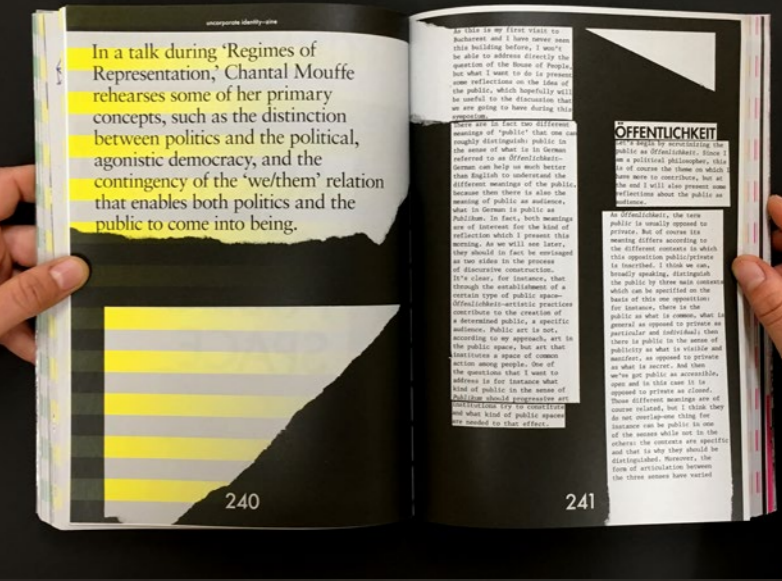 uncorporate identity—zine
In a talk during ‘Regimes of
Representation,’ Chantal Mouffe
rehearses some of her primary
concepts, such as the distinction
between politics and the political,
agonistic democracy, and the
contingency of the ‘we/them’ relation
that enables both politics and the
public to come into being.
240
As this is my first visit to
Bucharest and I have never seen
this building before, I won't
be able to address directly the
question of the House of People,
but what I want to do is present
some reflections on the idea of
the public, which hopefully will
be useful to the discussion that
we are going to have during this
symposium.
There are in fact two different
meanings of 'public' that one can
roughly distinguish: public in
the sense of what is in German
referred to as Öffenlichkeit—
German can help us much better
than English to understand the
different meanings of the public,
because then there is also the
meaning of public as audience,
what in German is public as
Publikum. In fact, both meanings
are of interest for the kind of
reflection which I present this
morning. As we will see later,
they should in fact be envisaged
as two sides in the process
of discursive construction.
It's clear, for instance, that
through the establishment of a
certain type of public space—
Öffenlichkeit—artistic practices
contribute to the creation of
a determined public, a specific
audience. Public art is not,
according to my approach, art in
the public space, but art that
institutes a space of common
action among people. One of
the questions that I want to
address is for instance what
kind of public in the sense of
Publikum should progressive art
institutions try to constitute
and what kind of public spaces
are needed to that effect.
241
ÖFFENTLICHKEIT
Let's begin by scrutinizing the
public as Öffenlichkeit. Since I
am a political philosopher, this
is of course the theme on which I
have more to contribute, but at
the end I will also present some
reflections about the public as
audience.
As Öffenlichkeit, the term
public is usually opposed to
private. But of course its
meaning differs according to
the different contexts in which
this opposition public/private
is inscribed. I think we can,
broadly speaking, distinguish
the public by three main contexts
which can be specified on the
basis of this one opposition:
for instance, there is the
public as what is common, what is
general as opposed to private as
particular and individual; then
there is public in the sense of
publicity as what is visible and
manifest, as opposed to private
as what is secret. And then
we've got public as accessible,
open and in this case it is
opposed to private as closed.
Those different meanings are of
course related, but I think they
do not overlap—one thing for
instance can be public in one
of the senses while not in the
others: the contexts are specific
and that is why they should be
distinguished. Moreover, the
form of articulation between
the three senses have varied